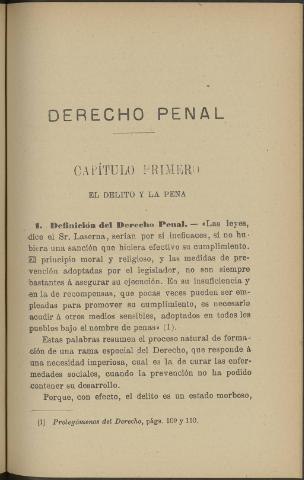 DERECHO PENAL
CAPÍTULO PRIMERO
EL DELITO Y LA PENA
1. Definición del Derecho Penal. — «Las leyes,
dice el Sr. Laserna, serían por sí ineficaces, si no hu-
biera una sanción que hiciera efectivo su cumplimiento.
El principio moral y religioso, y las medidas de pre-
vención adoptadas por el legislador, no son siempre
bastantes á asegurar su ejecución. En su insuficiencia y
en la de recompensas, que pocas veces pueden ser em-
pleadas para promover su cumplimiento, es necesario
acudir á otros medios sensibles, adoptados en todos los
pueblos bajo el nombre de penas» (1).
Estas palabras resumen el proceso natural de forma-
ción de una rama especial del Derecho, que responde á
una necesidad imperiosa, cual es la de curar las enfer-
medades sociales, cuando la prevención no ha podido
contener su desarrollo.
Porque, con efecto, el delito es un estado morboso,
(1) Prolegómenos del Derecho, págs. 109 y 110.